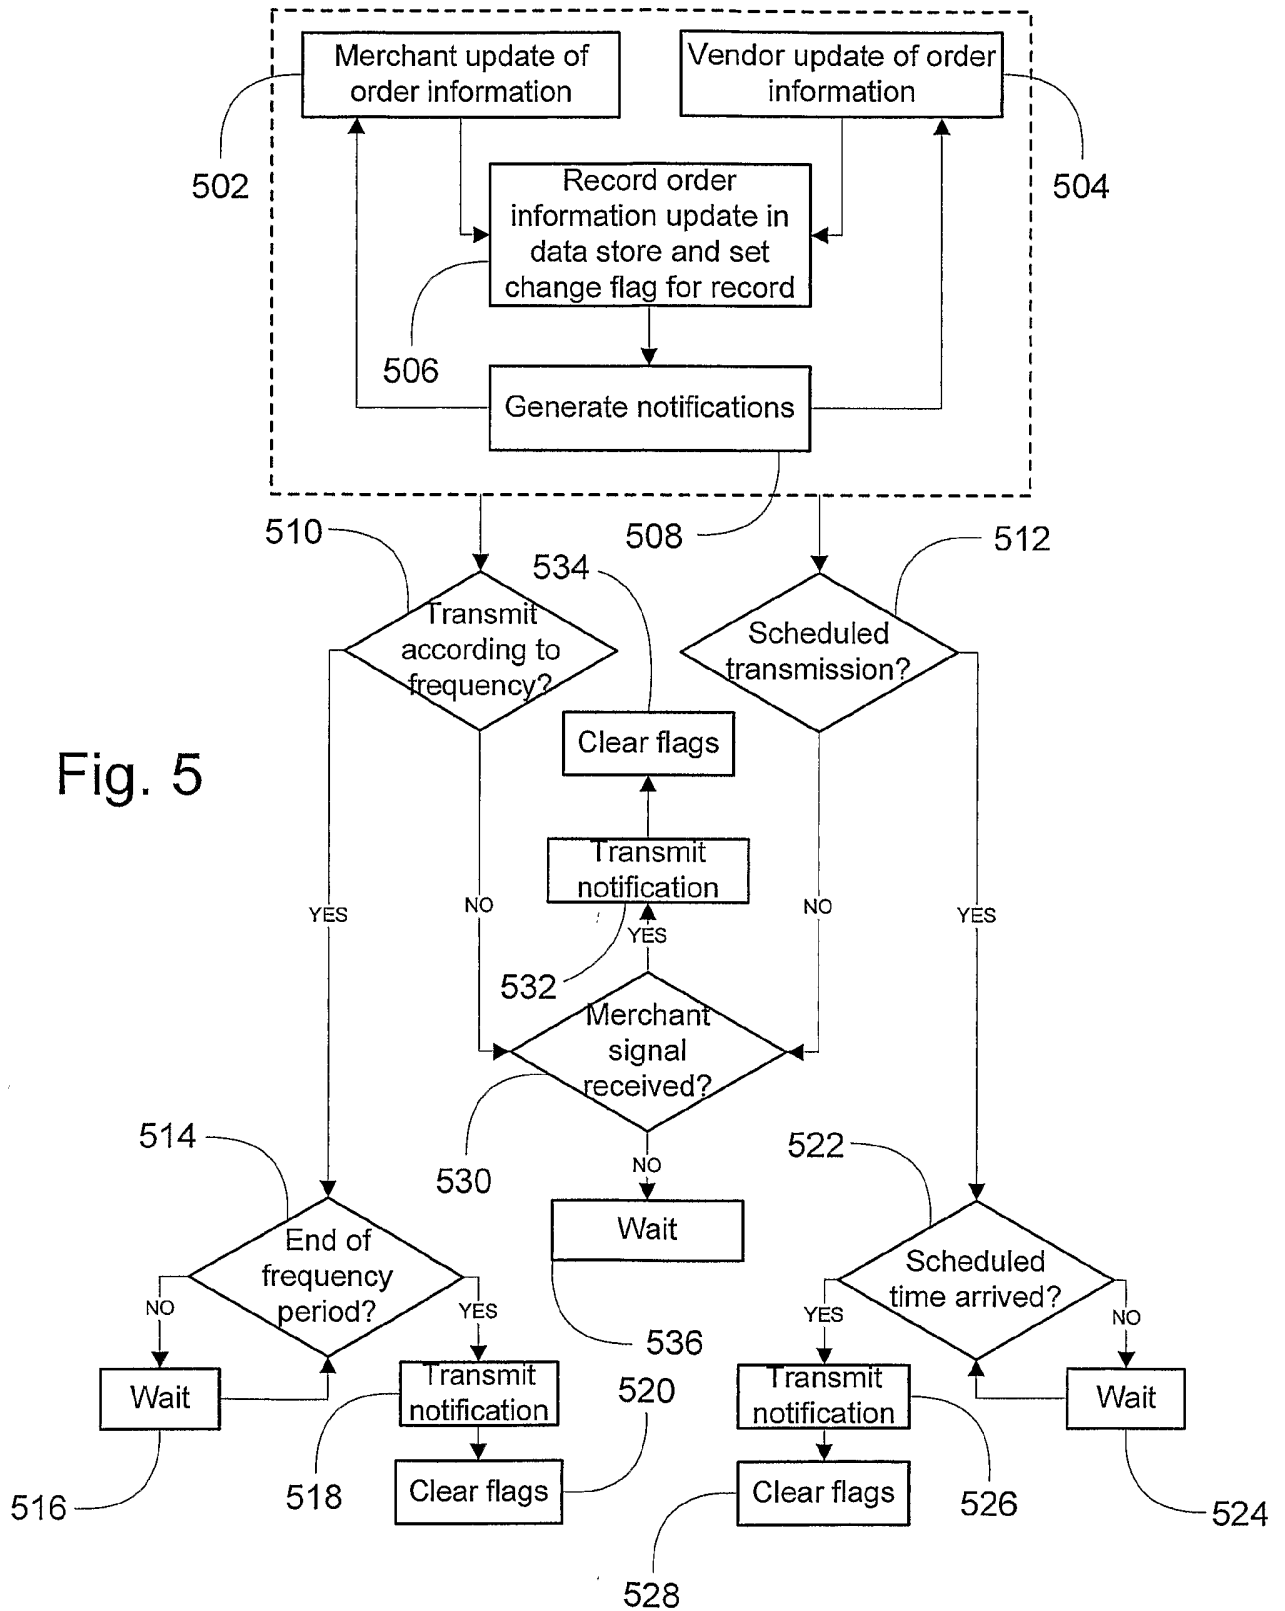 Merchant update of
order information
Vendor update of order
information
502
504
Record order
information update in
data store and set
change flag for record
506
Generate notifications
510
508
512
534
Transmit
according to
frequency?
Scheduled
transmission?
Clear flags
Fig. 5
Transmit
notification
YES
NO
YES
NO
YES
532
Merchant
signal
received?
514
530
NO
522
Wait
End of
frequency
period?
Scheduled
time arrived?
NO
YES
YES
NO
536
Wait
Transmit
notification
520
Transmit
notification
Wait
516
518
Clear flags
Clear flags
526
524
528